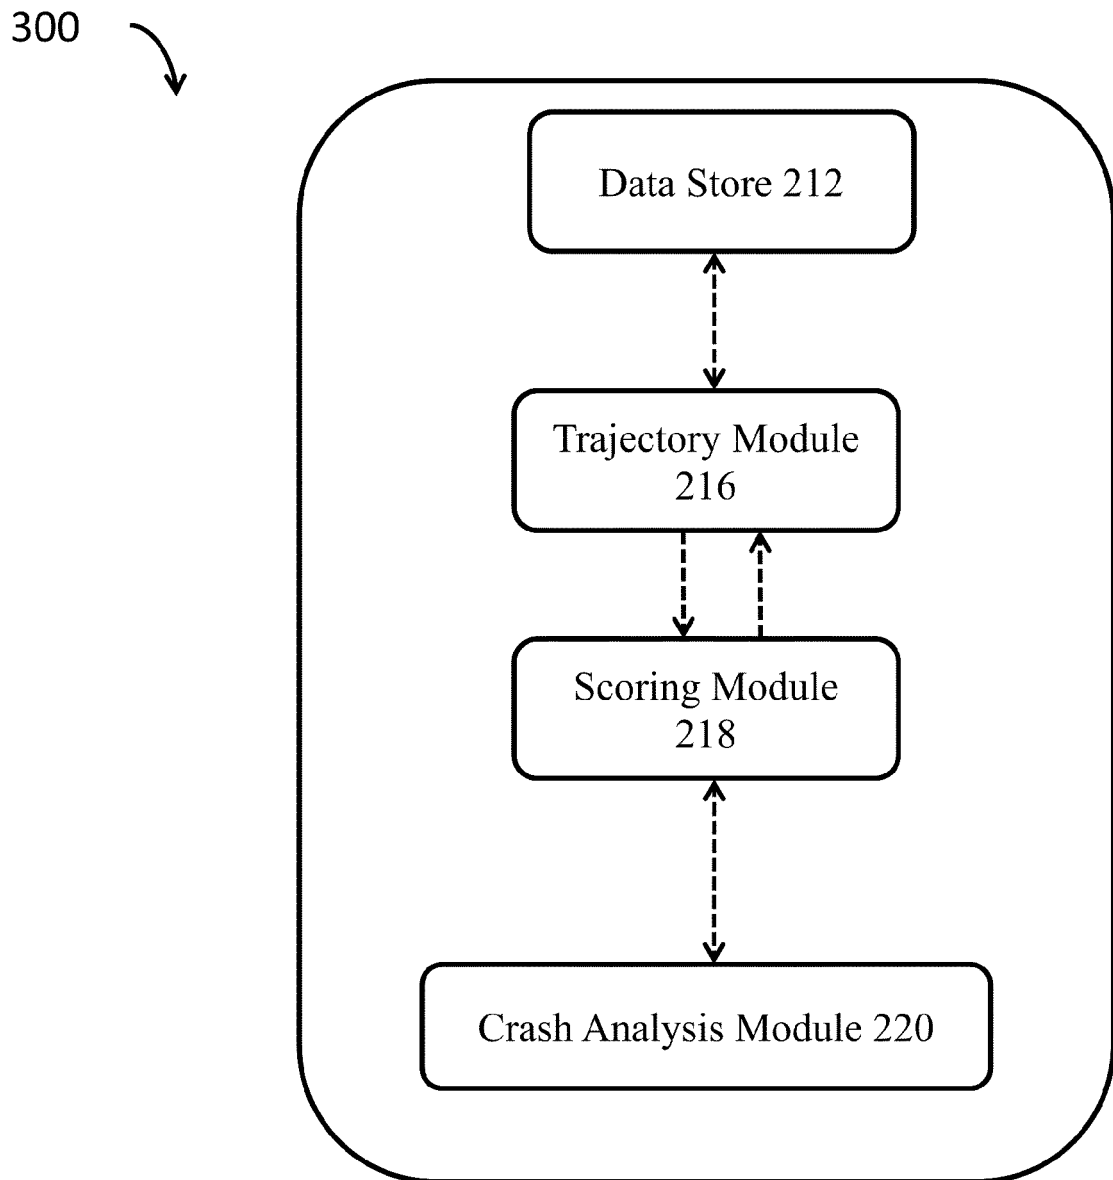 300
Data Store 212
Trajectory Module
216
Scoring Module
218
Crash Analysis Module 220